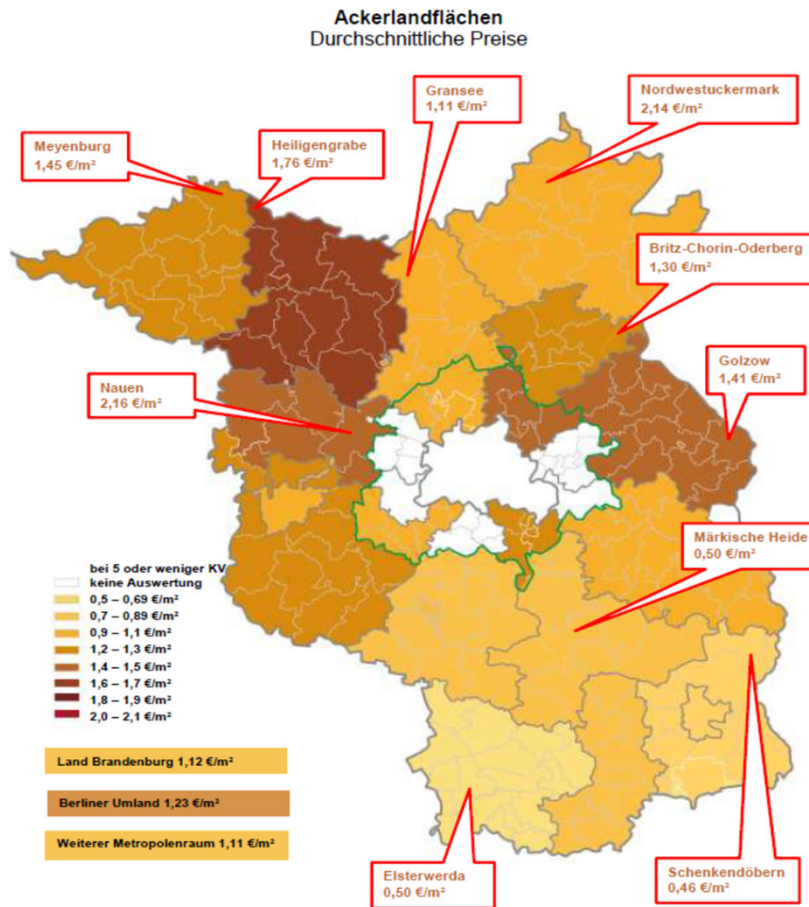 Ackerlandflächen
Durchschnittliche Preise
Gransee
1,11 €/m²
Nordwestuckermark
2,14 €/m²
Meyenburg
1,45 €/m²
Heiligengrabe
1,76 €/m²
Britz-Chorin-Oderberg
1,30 €/m²
Golzow
1,41 €/m²
Nauen
2,16 €/m²
Märkische Heide
0,50 €/m²
bei 5 oder weniger KV
keine Auswertung
0,5 – 0,69 €/m²
0,7 – 0,89 €/m²
0,9 – 1,1 €/m²
1,2 – 1,3 €/m²
1,4 – 1,5 €/m²
1,6 – 1,7 €/m²
1,8 – 1,9 €/m²
2,0 – 2,1 €/m²
Land Brandenburg 1,12 €/m²
Berliner Umland 1,23 €/m²
Weiterer Metropolenraum 1,11 €/m²
Elsterwerda
0,50 €/m²
Schenkendöbern
0,46 €/m²